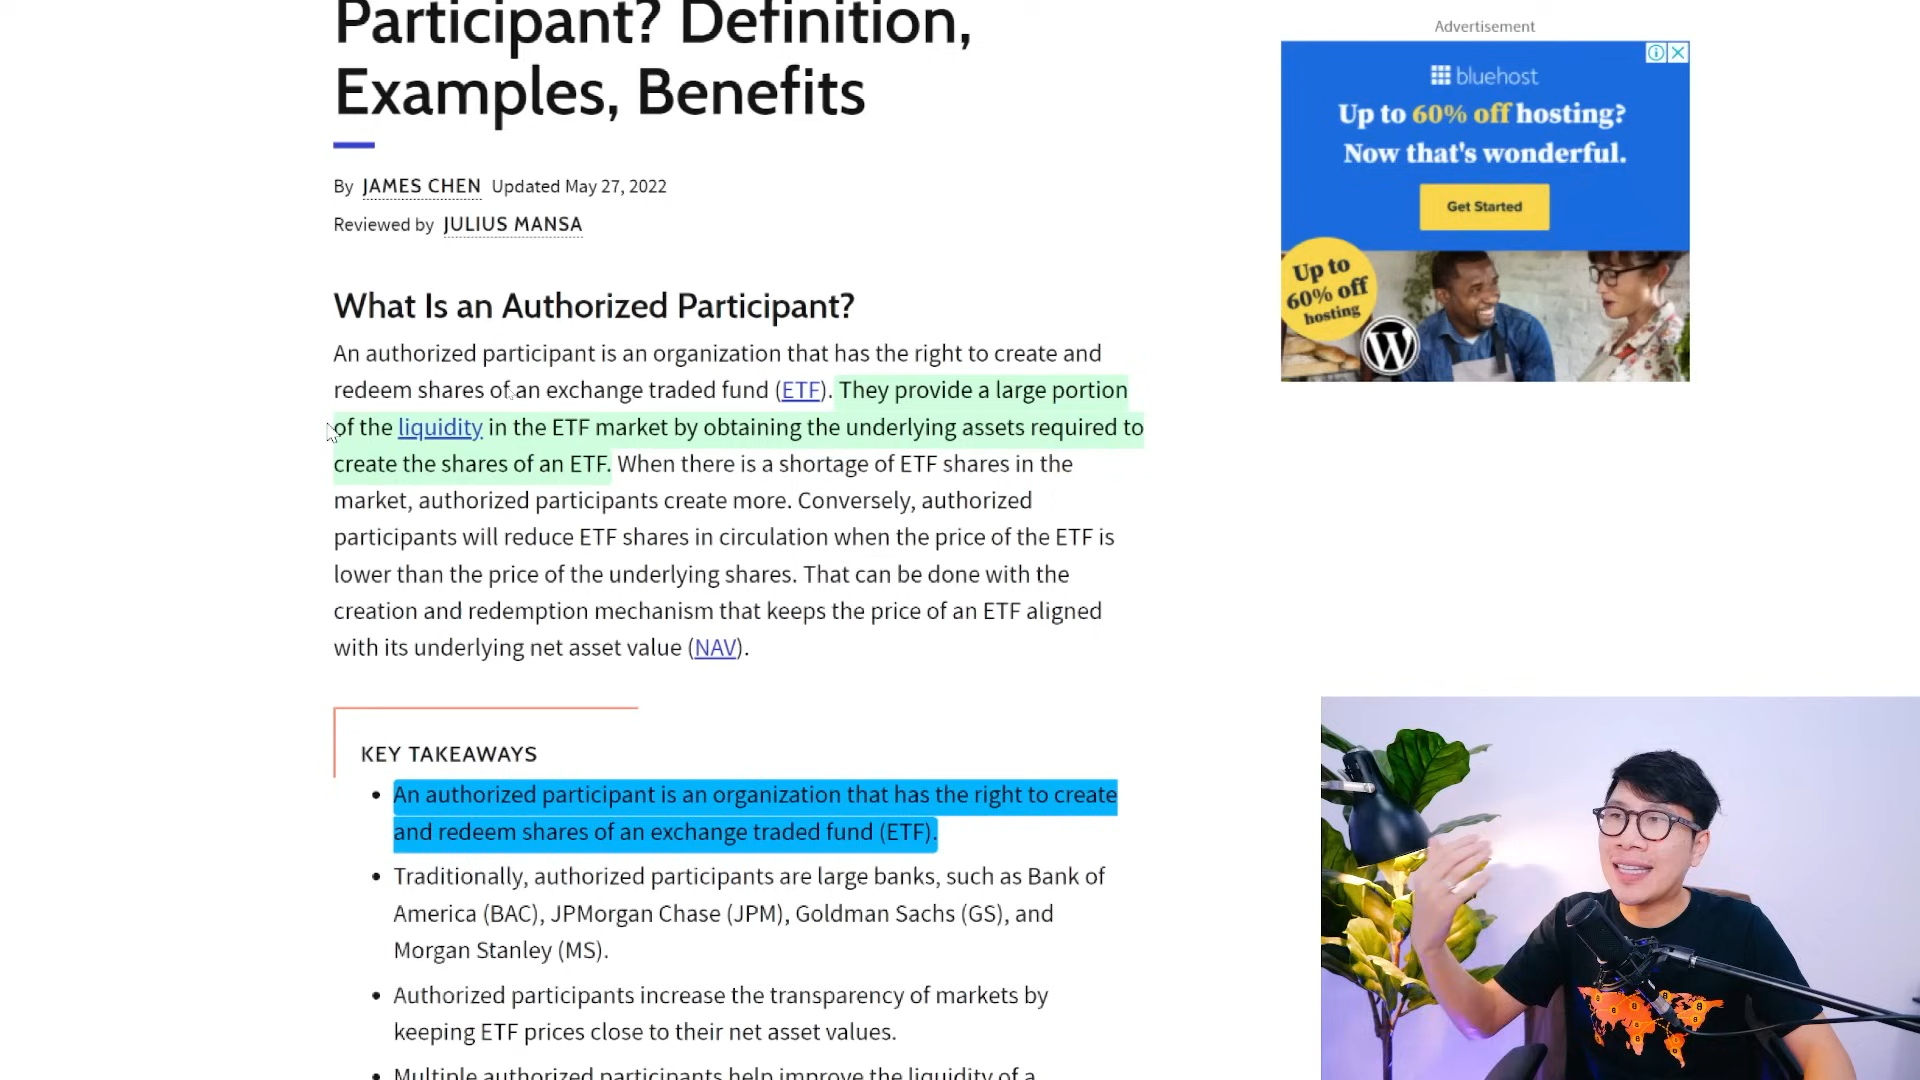 Participant? Definition,
Examples, Benefits
By JAMES CHEN Updated May 27, 2022
Reviewed by JULIUS MANSA
What Is an Authorized Participant?
An authorized participant is an organization that has the right to create and
redeem shares of an exchange traded fund (ETF). They provide a large portion
of the liquidity in the ETF market by obtaining the underlying assets required to
create the shares of an ETF. When there is a shortage of ETF shares in the
market, authorized participants create more. Conversely, authorized
participants will reduce ETF shares in circulation when the price of the ETF is
lower than the price of the underlying shares. That can be done with the
creation and redemption mechanism that keeps the price of an ETF aligned
with its underlying net asset value (NAV).
KEY TAKEAWAYS
• An authorized participant is an organization that has the right to create
and redeem shares of an exchange traded fund (ETF).
• Traditionally, authorized participants are large banks, such as Bank of
America (BAC), JPMorgan Chase (JPM), Goldman Sachs (GS), and
Morgan Stanley (MS).
• Authorized participants increase the transparency of markets by
keeping ETF prices close to their net asset values.
• Multiple authorized participants help improve the liquidity of a
Advertisement
bluehost
Up to 60% off hosting?
Now that's wonderful.
Get Started
Up to
60% off
hosting
W